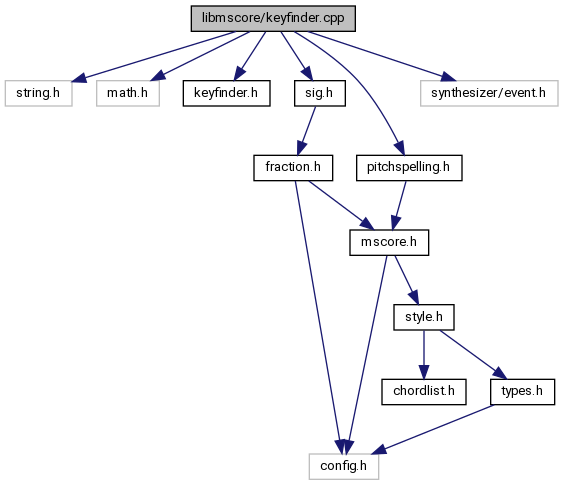 libmscore/keyfinder.cpp
string.h
math.h
keyfinder.h
sig.h
synthesizer/event.h
fraction.h
pitchspelling.h
mscore.h
style.h
chordlist.h
types.h
config.h